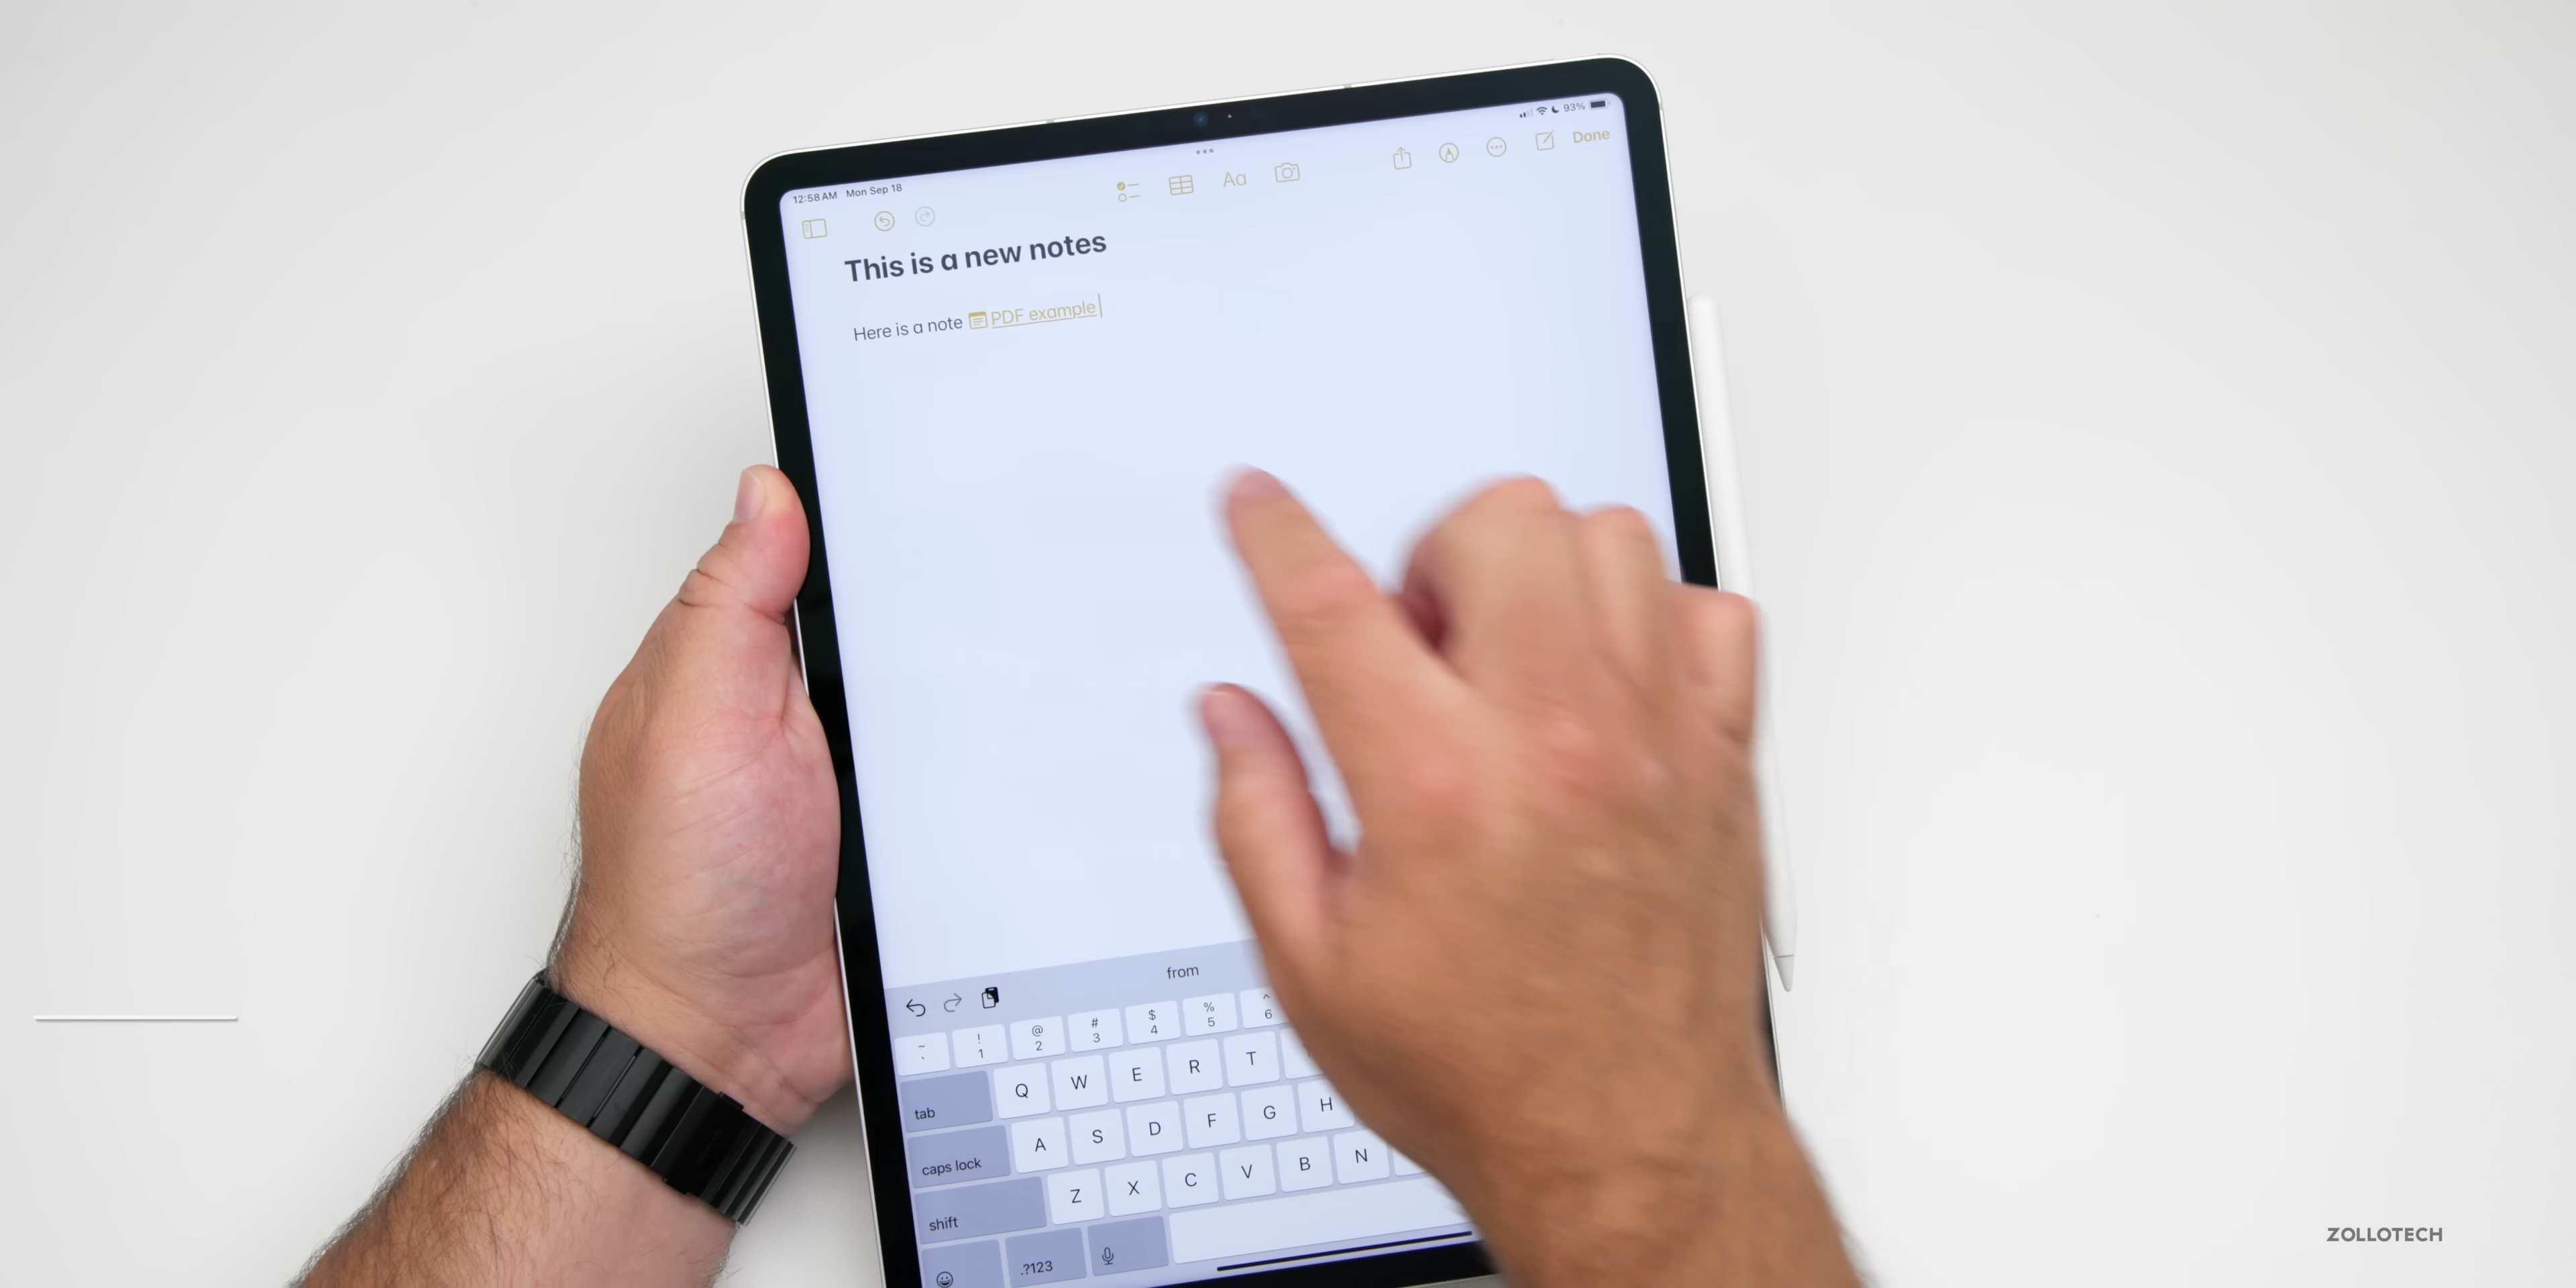 12:58 AM Mon Sep 18
93%
Aa
Done
This is a new notes
Here is a note PDF example
from
~ ! @ # $ % ^
` 1 2 3 4 5 6
tab Q W E R T
caps lock A S D F G H
shift Z X C V B N
.?123
ZOLLOTECH